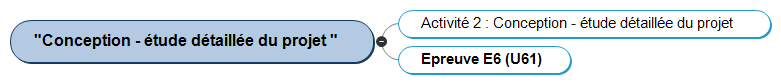 "Conception - étude détaillée du projet "
Activité 2 : Conception - étude détaillée du projet
Epreuve E6 (U61)